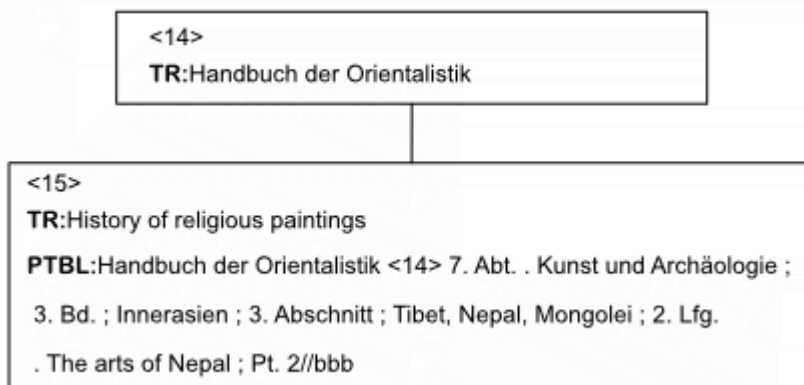 <14>
TR:Handbuch der Orientalistik
<15>
TR:History of religious paintings
PTBL:Handbuch der Orientalistik <14> 7. Abt. . Kunst und Archäologie ;
3. Bd. ; Innerasien ; 3. Abschnitt ; Tibet, Nepal, Mongolei ; 2. Lfg.
. The arts of Nepal ; Pt. 2//bbb